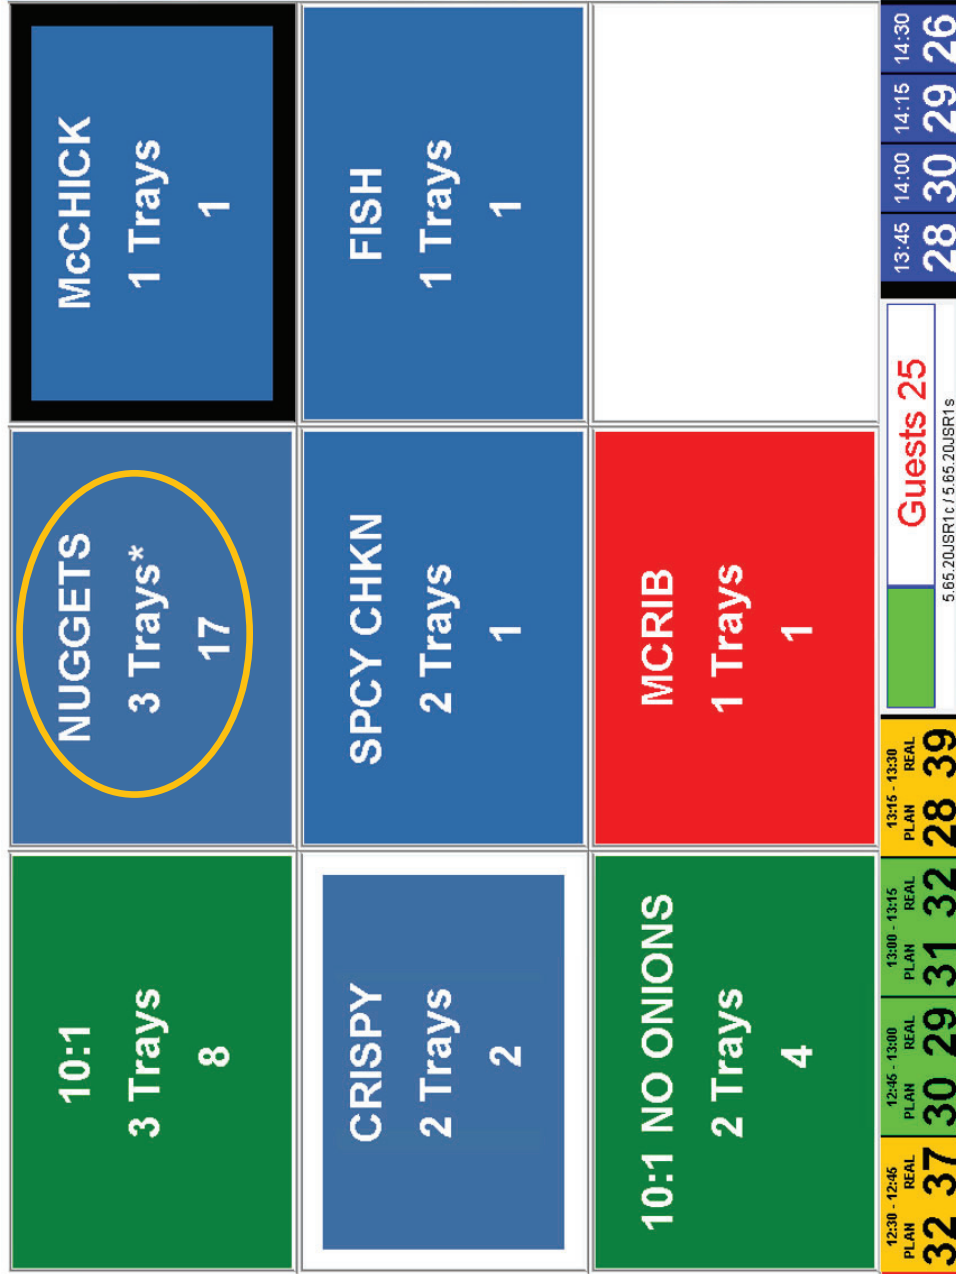 10:1
3 Trays
8
NUGGETS
3 Trays*
17
McCHICK
1 Trays
1
CRISPY
2 Trays
2
SPCY CHKN
2 Trays
1
FISH
1 Trays
1
10:1 NO ONIONS
2 Trays
4
MCRIB
1 Trays
1
12:30 - 12:45
PLAN REAL
32 37
12:45 - 13:00
PLAN REAL
30 29
13:00 - 13:15
PLAN REAL
31 32
13:15 - 13:30
PLAN REAL
28 39
Guests 25
5.65.20JSR1c / 5.65.20JSR1s
13:45
28
14:00
30
14:15
29
14:30
26